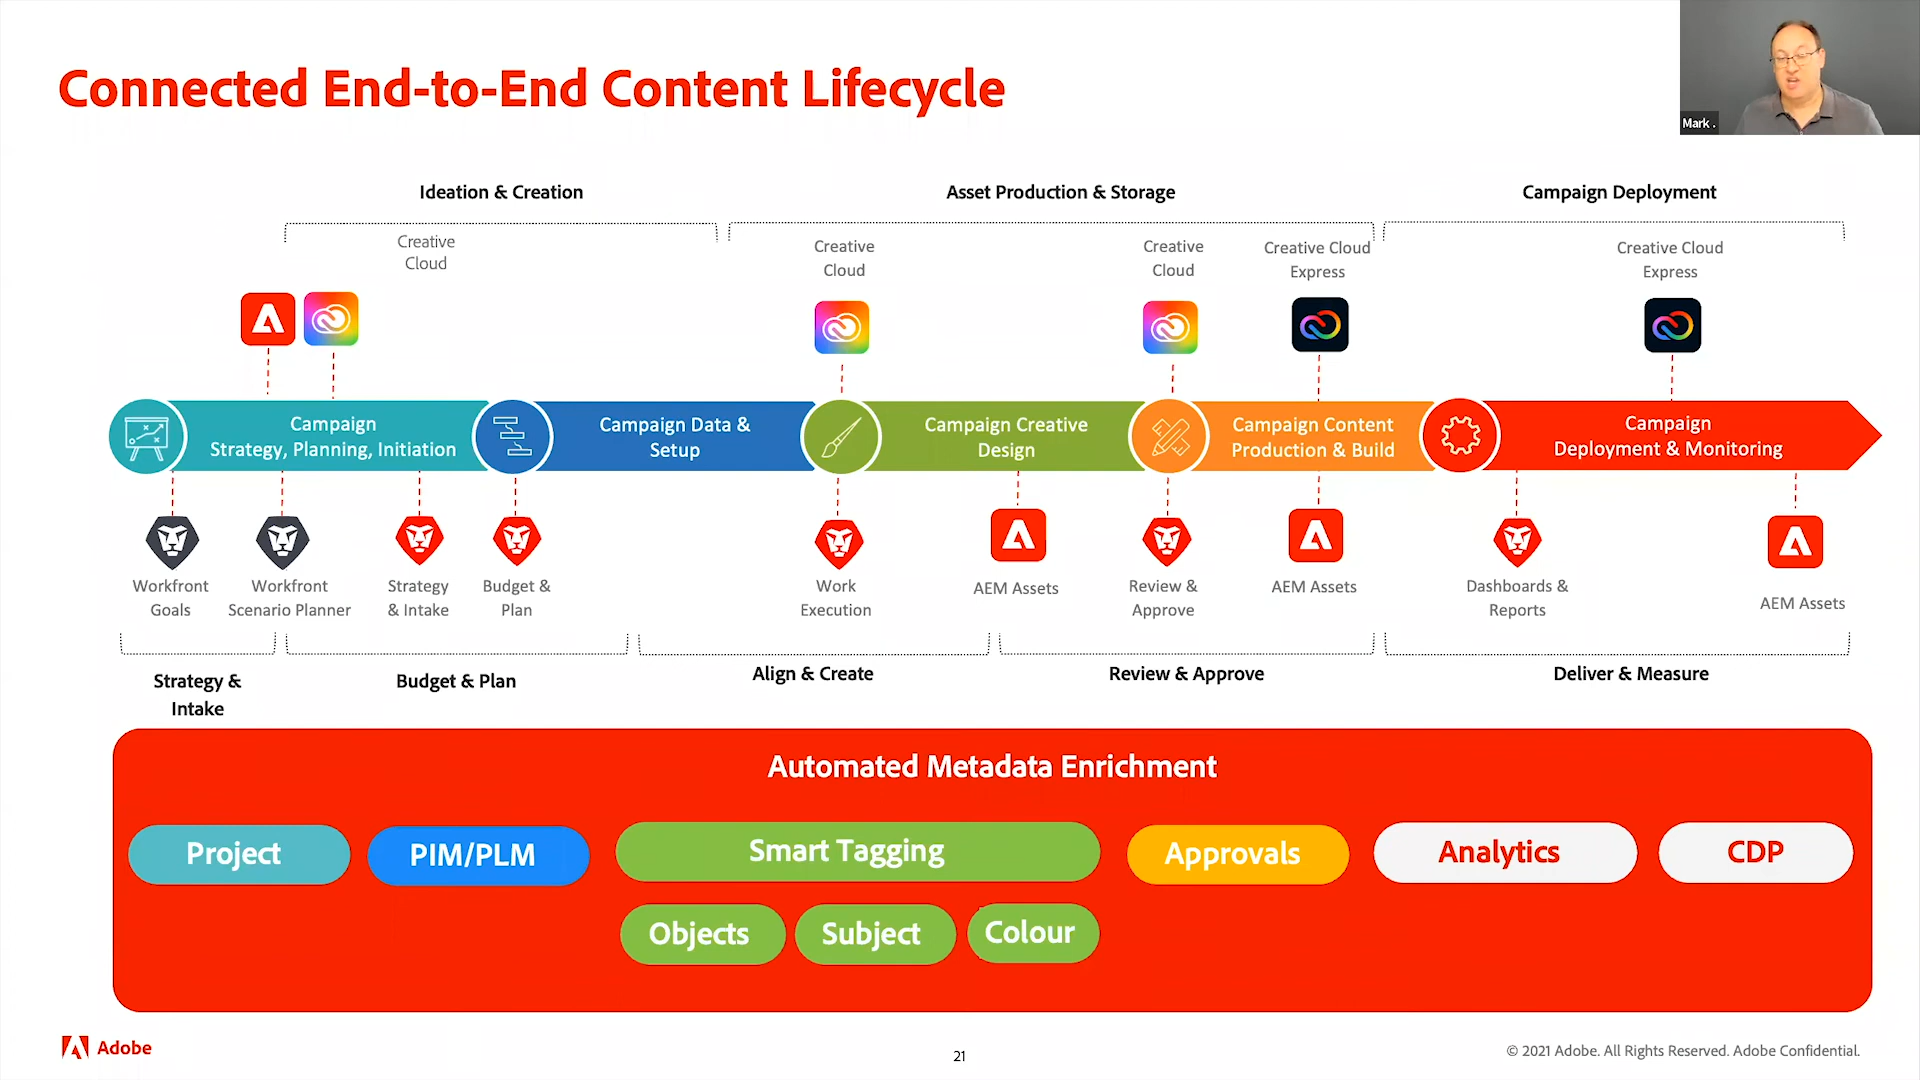 Connected End-to-End Content Lifecycle
Mark .
Ideation & Creation
Asset Production & Storage
Campaign Deployment
Creative
Cloud
Creative
Cloud
Creative
Cloud
Creative Cloud
Express
Creative Cloud
Express
Campaign
Strategy, Planning, Initiation
Campaign Data &
Setup
Campaign Creative
Design
Campaign Content
Production & Build
Campaign
Deployment & Monitoring
Workfront
Goals
Workfront
Scenario Planner
Strategy
& Intake
Budget &
Plan
Work
Execution
AEM Assets
Review &
Approve
AEM Assets
Dashboards &
Reports
AEM Assets
Strategy &
Intake
Budget & Plan
Align & Create
Review & Approve
Deliver & Measure
Automated Metadata Enrichment
Project
PIM/PLM
Smart Tagging
Approvals
Analytics
CDP
Objects
Subject
Colour
Adobe
21
© 2021 Adobe. All Rights Reserved. Adobe Confidential.